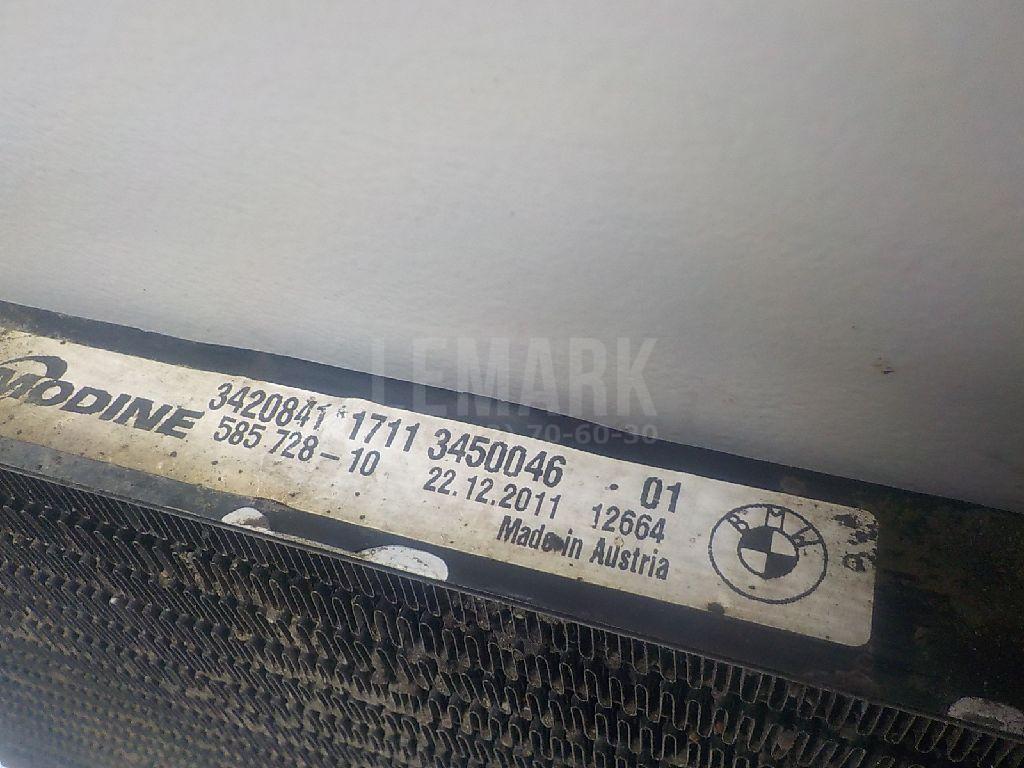 MODINE
3420841 * 1711 3450046 · 01
585 728-10 22.12.2011 12664
Made in Austria
BMW
LEMARK
70-60-30